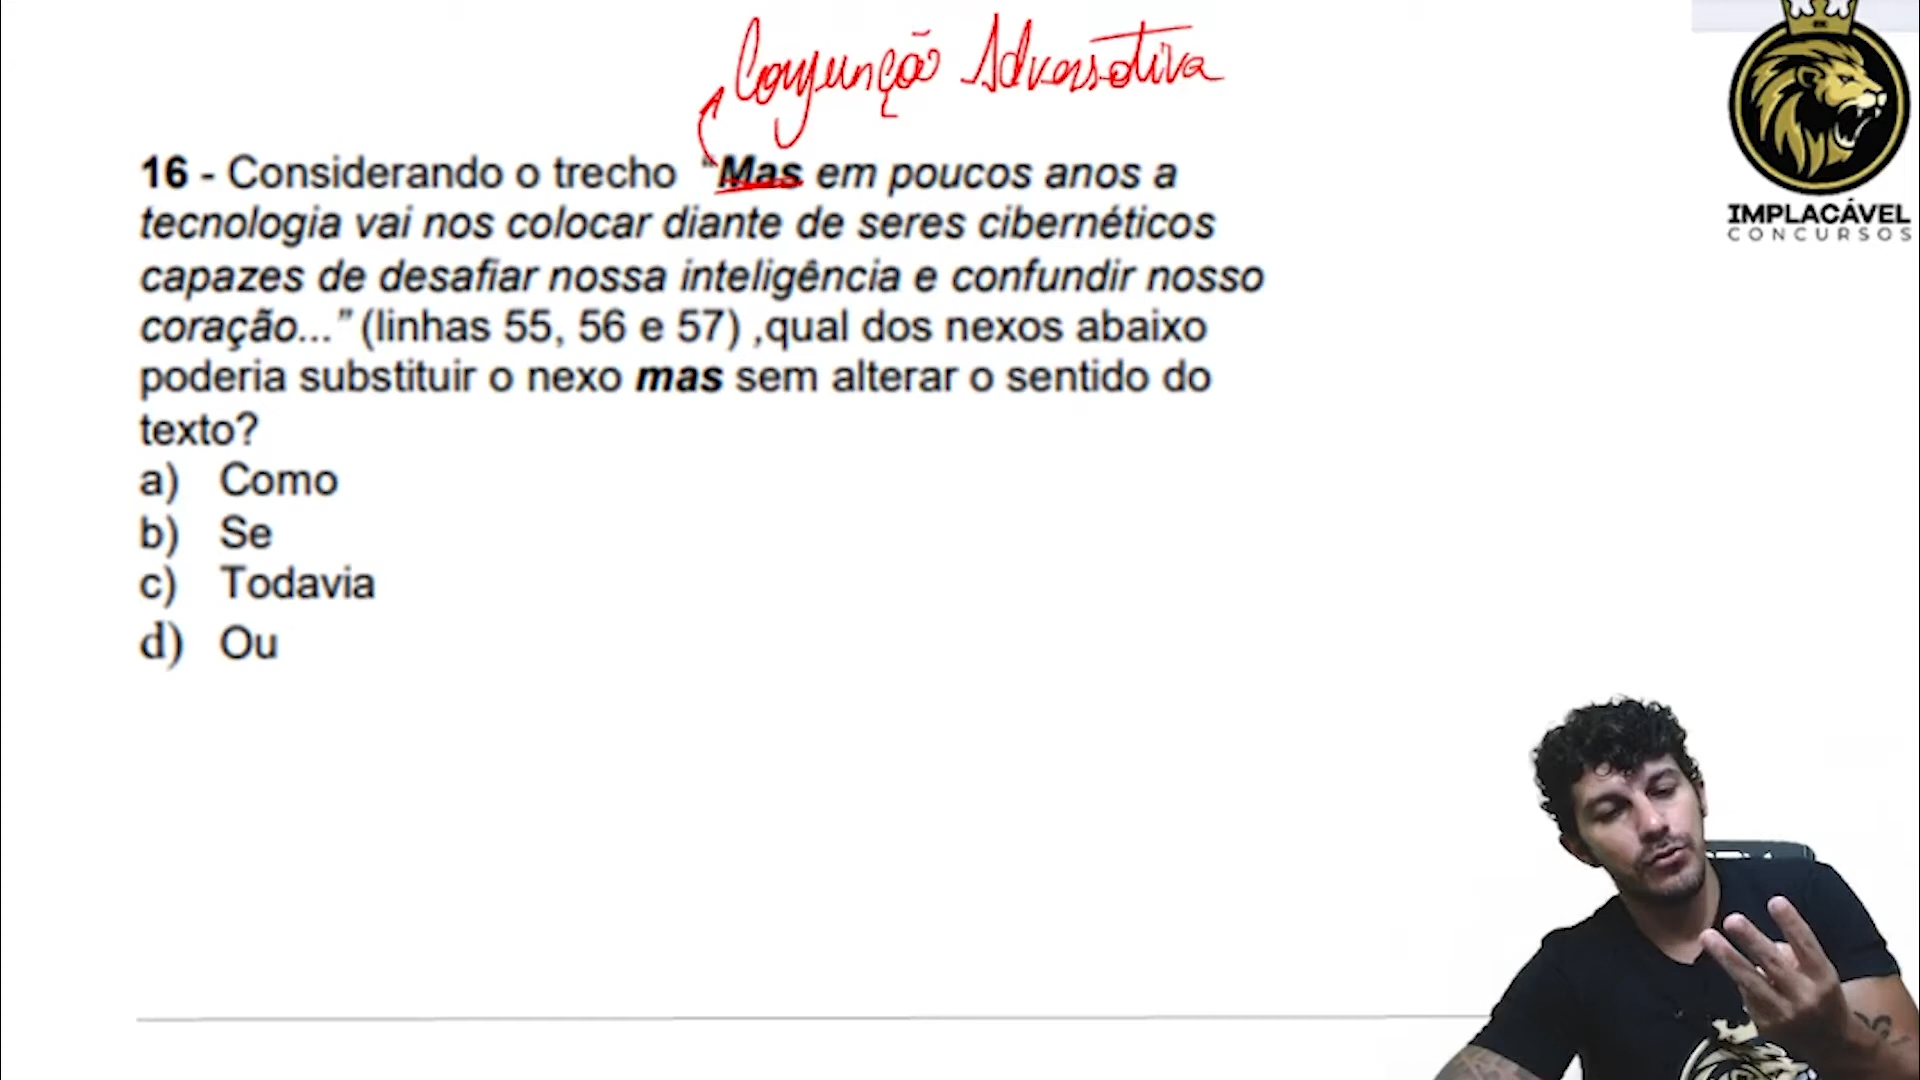 Conjunção Adversativa
16 - Considerando o trecho "Mas em poucos anos a
tecnologia vai nos colocar diante de seres cibernéticos
capazes de desafiar nossa inteligência e confundir nosso
coração..." (linhas 55, 56 e 57) ,qual dos nexos abaixo
poderia substituir o nexo mas sem alterar o sentido do
texto?
a) Como
b) Se
c) Todavia
d) Ou
IMPLACÁVEL
CONCURSOS